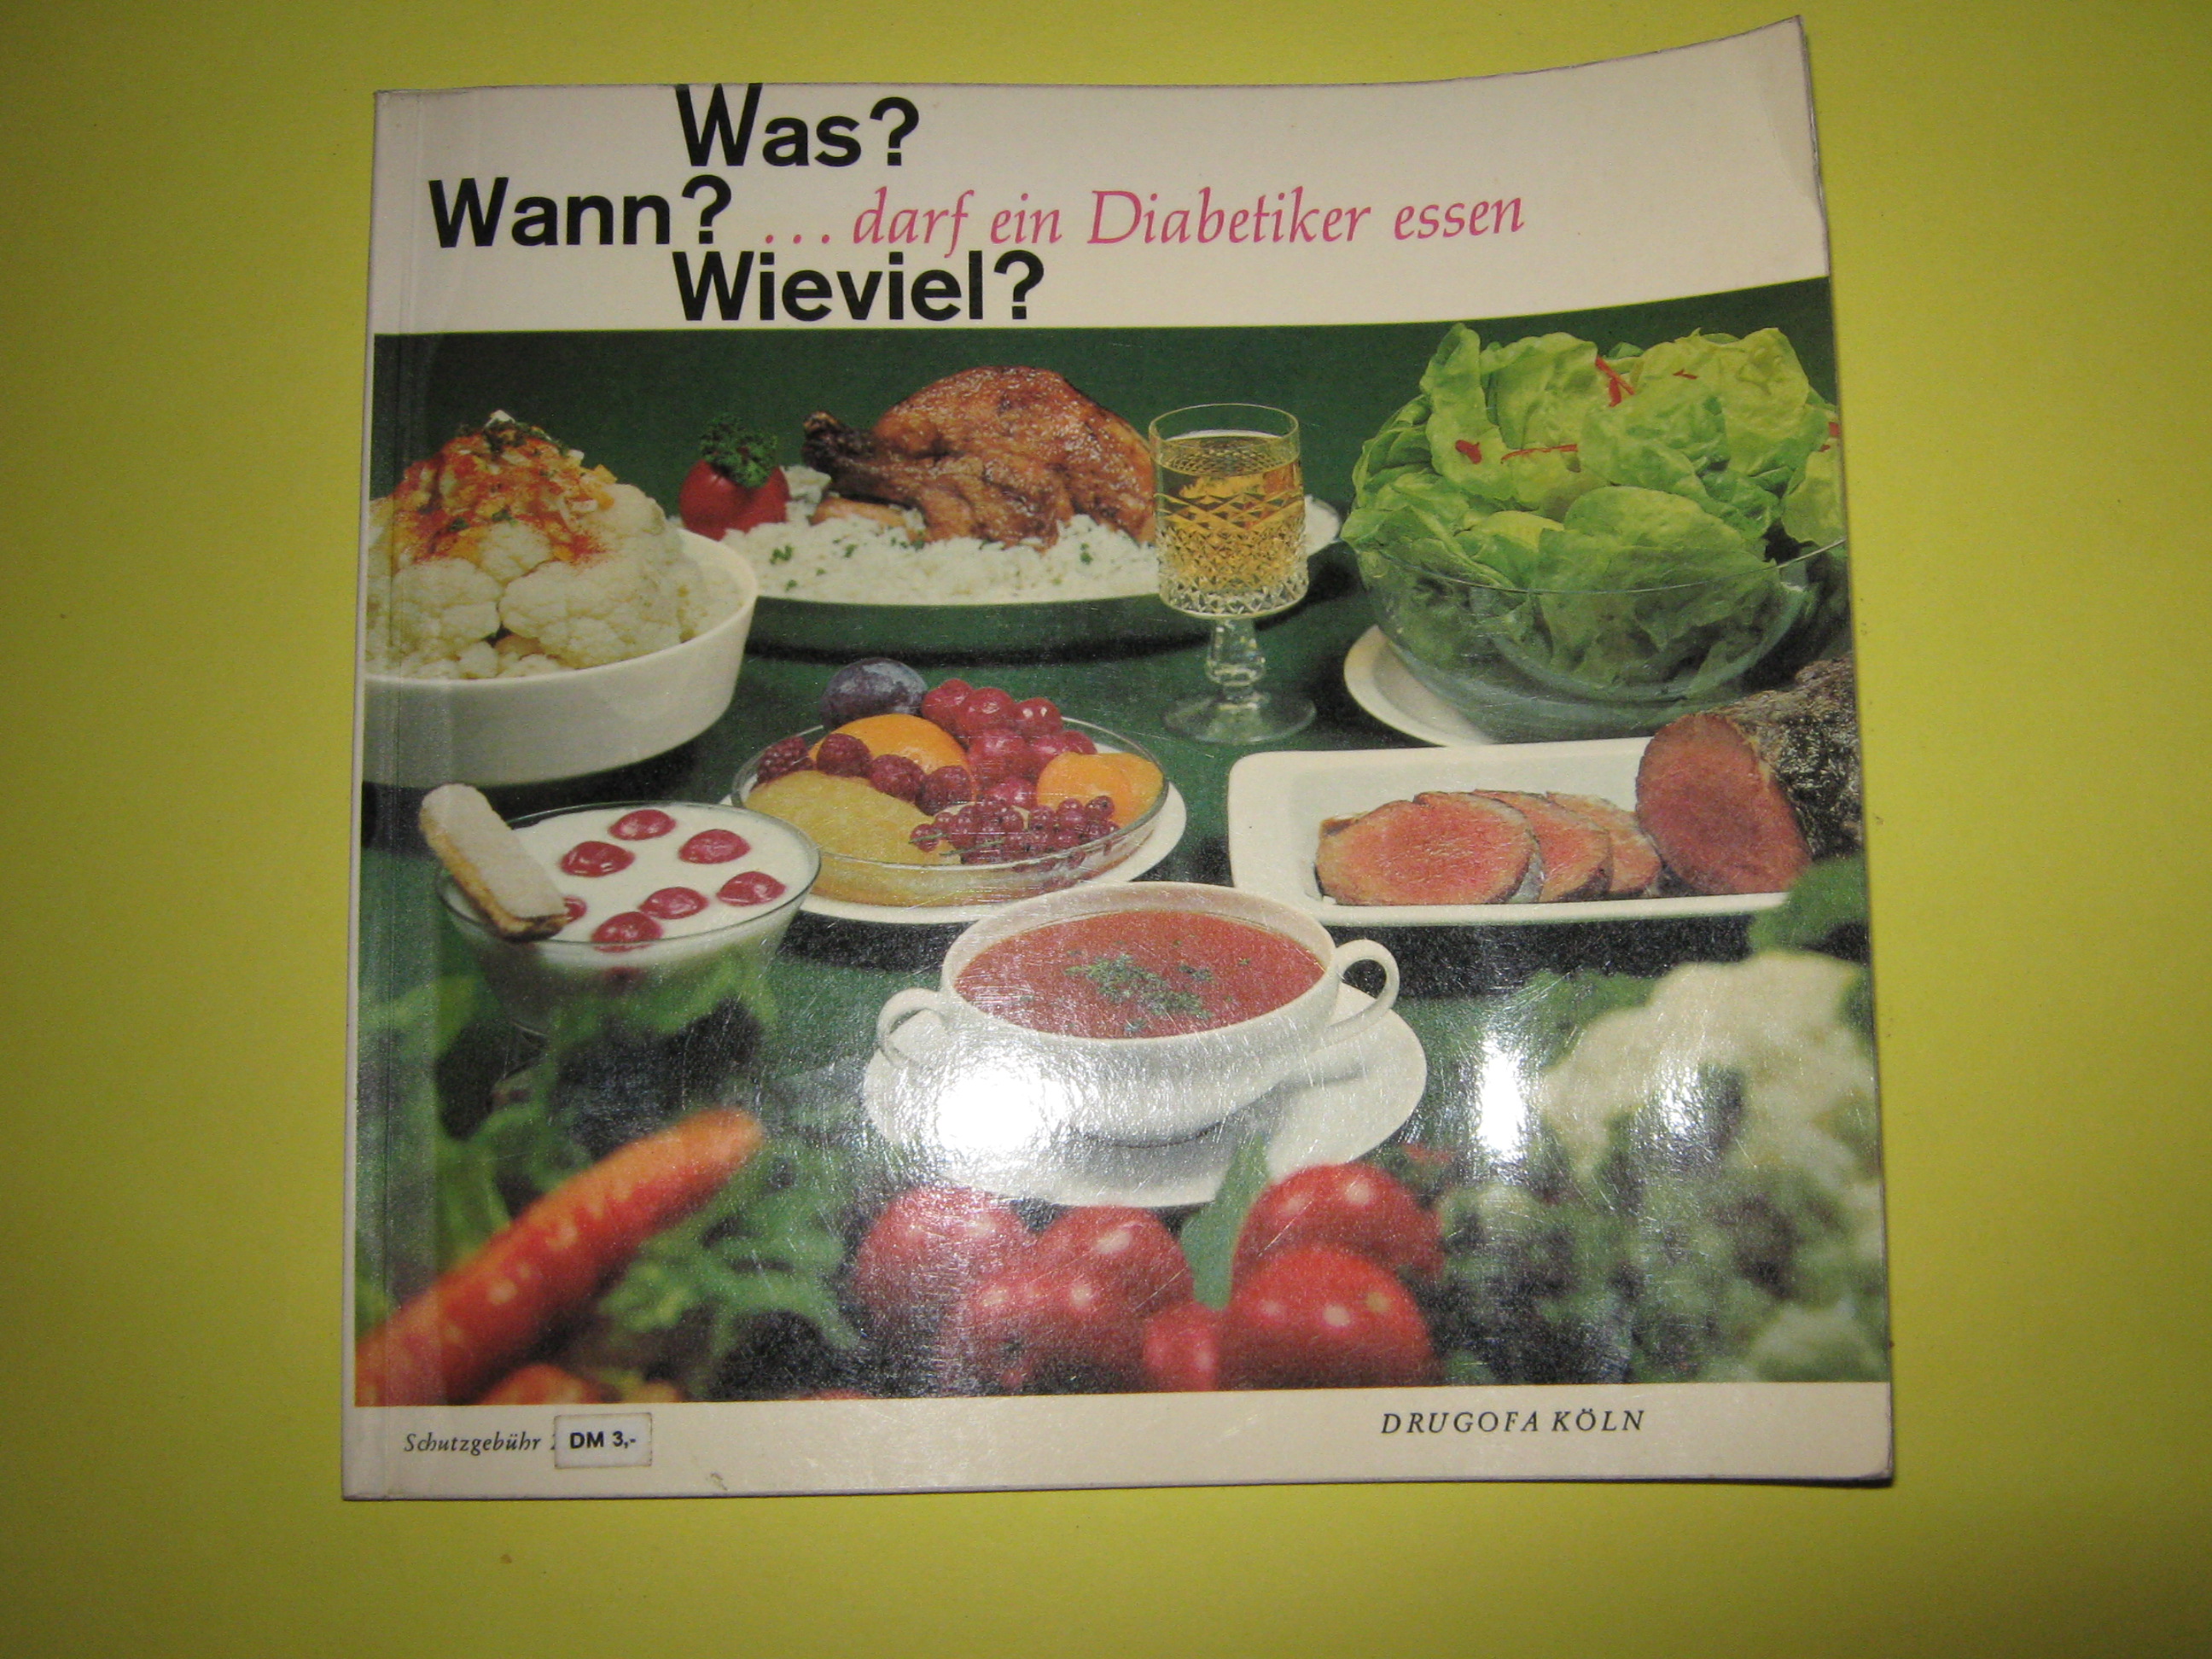 Was?
Wann? ... darf ein Diabetiker essen
Wieviel?
Schutzgebühr DM 3,-
DRUGOFA KÖLN